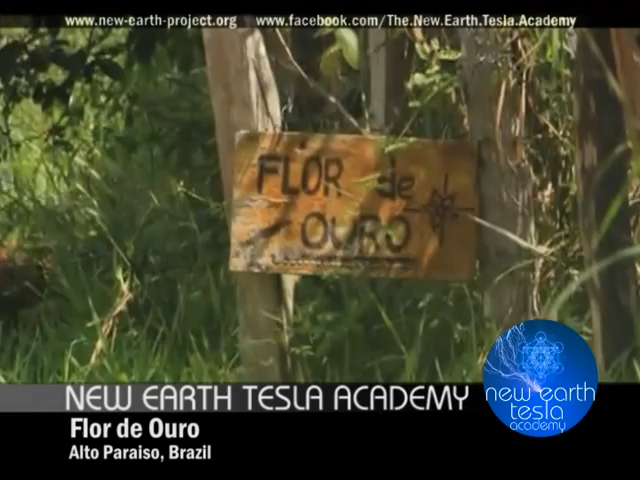 www.new-earth-project.org www.facebook.com/The.New.Earth.Tesla.Academy
FLOR de
OURO
NEW EARTH TESLA ACADEMY
new earth
tesla
academy
Flor de Ouro
Alto Paraiso, Brazil